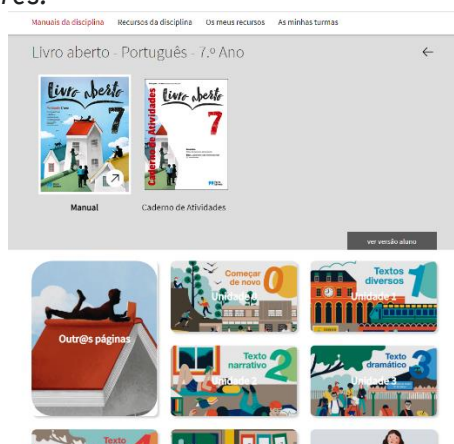 res.
Manuais da disciplina Recursos da disciplina Os meus recursos As minhas turmas
Livro aberto - Português - 7.º Ano
Livro aberto
7
Livro aberto
Caderno de Atividades
7
Manual Caderno de Atividades
ver versão aluno
Outr@s páginas
Começar de novo 0
Unidade 0
Textos diversos 1
Unidade 1
Texto narrativo 2
Unidade 2
Texto dramático 3
Unidade 3
Texto